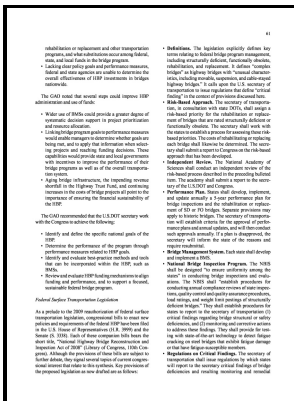 61
rehabilitation or replacement and other transportation
programs, and what substitutions occur among federal,
state, and local funds in the bridge program.
• Lacking clear policy goals and performance measures,
federal and state agencies are unable to determine the
overall effectiveness of HBP investments in bridges
nationwide.
The GAO noted that several steps could improve HBP
administration and use of funds:
• Wider use of BMSs could provide a greater degree of
systematic decision support in project prioritization
and resource allocation.
• Linking bridge program goals to performance measures
would enable managers to determine whether goals are
being met, and to apply that information when select-
ing projects and reaching funding decisions. These
capabilities would provide state and local governments
with incentives to improve the performance of their
bridge programs as well as of the overall transporta-
tion system.
• Aging bridge infrastructure, the impending revenue
shortfall in the Highway Trust Fund, and continuing
increases in the costs of bridge projects all point to the
importance of ensuring the financial sustainability of
the HBP.
The GAO recommended that the U.S.DOT secretary work
with the Congress to achieve the following:
• Identify and define the specific national goals of the
HBP.
• Determine the performance of the program through
performance measures related to HBP goals.
• Identify and evaluate best-practice methods and tools
that can be incorporated within the HBP, such as
BMSs.
• Review and evaluate HBP funding mechanisms to align
funding and performance, and to support a focused,
sustainable federal bridge program.
Federal Surface Transportation Legislation
As a prelude to the 2009 reauthorization of federal surface
transportation legislation, congressional bills to enact new
policies and requirements of the federal HBP have been filed
in the U.S. House of Representatives (H.R. 3999) and the
Senate (S. 3338). Each of these companion bills bears the
short title, "National Highway Bridge Reconstruction and
Inspection Act of 2008" (Library of Congress, 110th Con-
gress). Although the provisions of these bills are subject to
further debate, they signal several topics of current congres-
sional interest that relate to this synthesis. Key provisions of
the proposed legislation as now drafted are as follows:
• Definitions. The legislation explicitly defines key
terms relating to federal bridge program management,
including structurally deficient, functionally obsolete,
rehabilitation, and replacement. It defines "complex
bridges" as highway bridges with "unusual character-
istics, including movable, suspension, and cable-stayed
highway bridges." It calls upon the U.S. secretary of
transportation to issue regulations that define "rebuilding"
in the context of provisions discussed here.
• Risk-Based Approach. The secretary of transporta-
tion, in consultation with state DOTs, shall assign a
risk-based priority for the rehabilitation or replace-
ment of bridges that are rated structurally deficient or
functionally obsolete. The secretary shall work with
the states to establish a process for assessing these risk-
based priorities. The costs of rehabilitating or replacing
each bridge shall likewise be determined. The secre-
tary shall submit a report to Congress on the risk-based
approach that has been developed.
• Independent Review. The National Academy of
Sciences shall conduct an independent review of the
risk-based process described in the preceding bulleted
item. The academy shall submit a report to the secre-
tary of the U.S.DOT and to Congress.
• Performance Plan. States shall develop, implement,
and update annually a 5-year performance plan for
bridge inspections and the rehabilitation or replace-
ment of SD or FO bridges. Separate provisions may
apply to historic bridges. The secretary of transporta-
tion will establish criteria for the approval of perfor-
mance plans and annual updates, and will then conduct
such approvals annually. If a plan is disapproved, the
secretary will inform the state of the reasons and
require resubmittal.
• Bridge Management System. Each state shall develop
and implement a BMS.
• National Bridge Inspection Program. The NBIS
shall be designed "to ensure uniformity among the
states" in conducting bridge inspections and evalu-
ations. The NBIS shall "establish procedures for
conducting annual compliance reviews of state inspec-
tions, quality control and quality assurance procedures,
load ratings, and weight limit postings of structurally
deficient bridges." They shall establish procedures for
states to report to the secretary of transportation (1)
critical findings regarding bridge structural or safety
deficiencies, and (2) monitoring and corrective actions
to address these findings. They shall provide for test-
ing with state-of-the-art technology to detect fatigue
cracking on steel bridges that exhibit fatigue damage
or that have fatigue-susceptible members.
• Regulations on Critical Findings. The secretary of
transportation shall issue regulations by which states
will report to the secretary critical findings of bridge
deficiencies and resulting monitoring and remedial